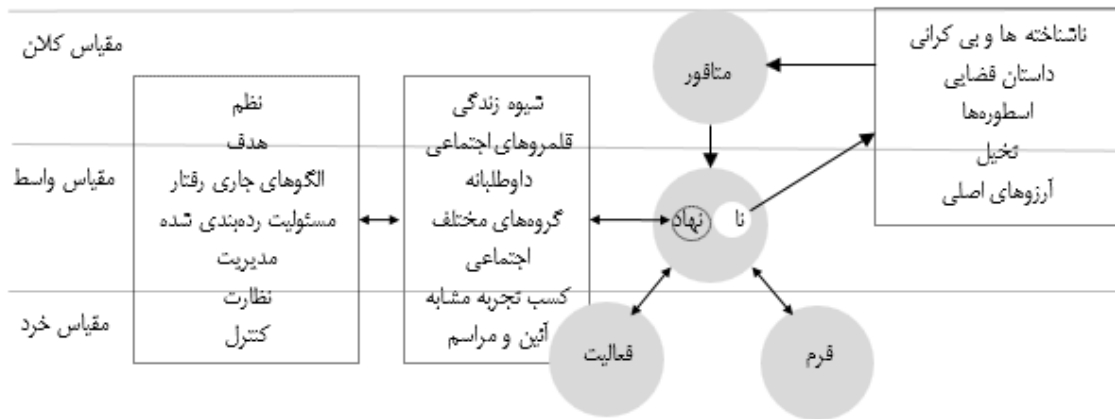 ناشناخته ها و بی کرانی
داستان فضایی
اسطوره‌ها
تخیل
آرزوهای اصلی
متافور
نا
نهاد
فرم
فعالیت
شیوه زندگی
قلمروهای اجتماعی
داوطلبانه
گروه‌های مختلف
اجتماعی
کسب تجربه مشابه
آئین و مراسم
نظم
هدف
الگوهای جاری رفتار
مسئولیت رده‌بندی شده
مدیریت
نظارت
کنترل
مقیاس کلان
مقیاس واسط
مقیاس خرد